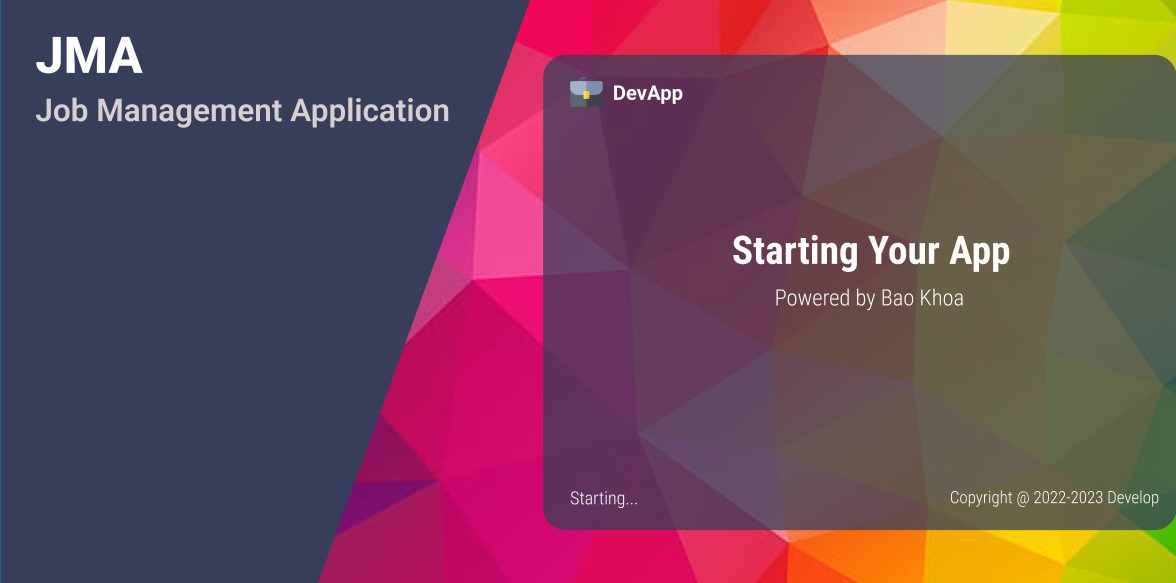 JMA
Job Management Application
DevApp
Starting Your App
Powered by Bao Khoa
Starting...
Copyright @ 2022-2023 Develop